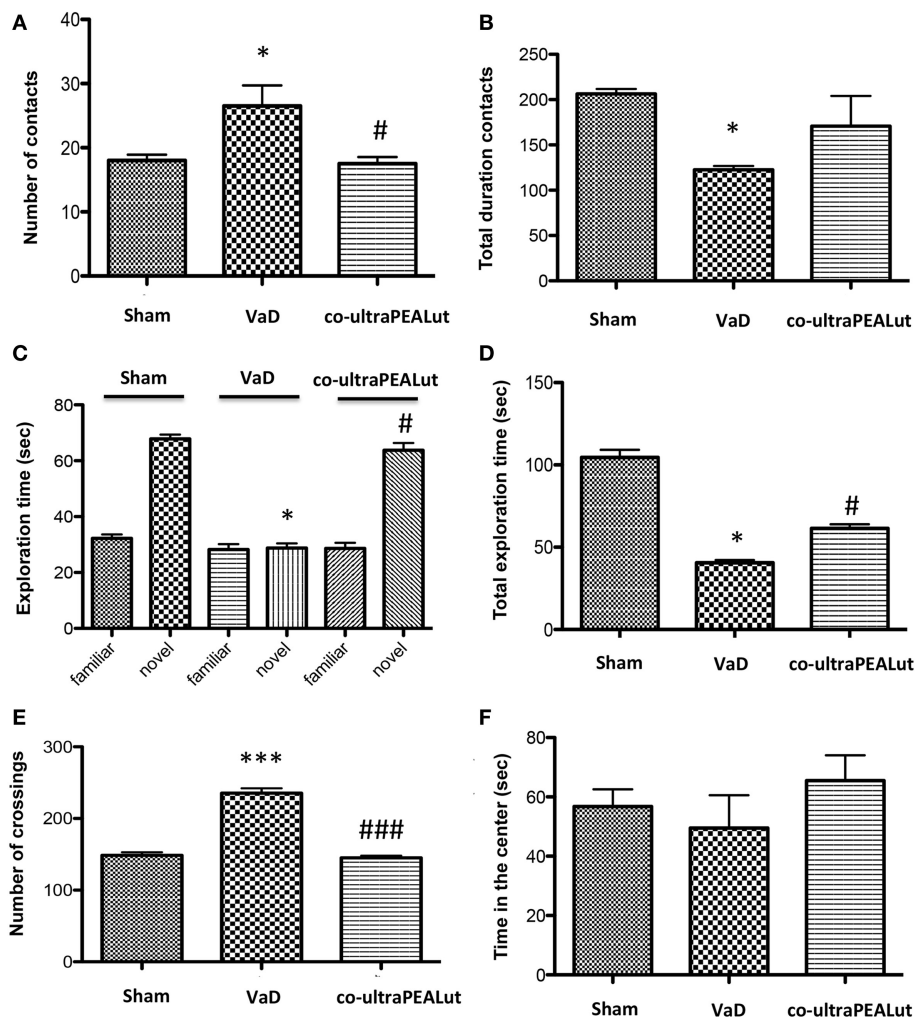 A
Number of contacts
40
30
20
10
0
*
#
Sham VaD co-ultraPEALut
B
Total duration contacts
250
200
150
100
50
0
*
Sham VaD co-ultraPEALut
C
Sham VaD co-ultraPEALut
Exploration time (sec)
80
60
40
20
0
*
#
familiar novel familiar novel familiar novel
D
Total exploration time (sec)
150
100
50
0
*
#
Sham VaD co-ultraPEALut
E
Number of crossings
300
200
100
0
***
###
Sham VaD co-ultraPEALut
F
Time in the center (sec)
80
60
40
20
0
Sham VaD co-ultraPEALut